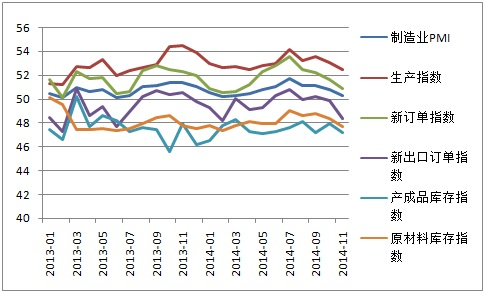 56
54
52
50
48
46
44
42
40
2013-01
2013-03
2013-05
2013-07
2013-09
2013-11
2014-01
2014-03
2014-05
2014-07
2014-09
2014-11
制造业PMI
生产指数
新订单指数
新出口订单指
数
产成品库存指
数
原材料库存指
数